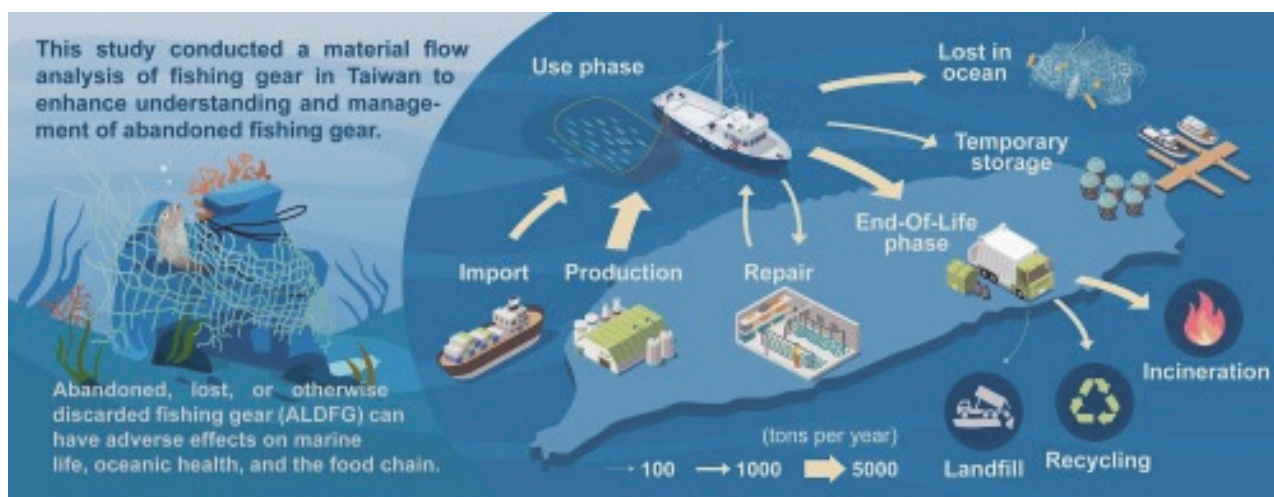 This study conducted a material flow
analysis of fishing gear in Taiwan to
enhance understanding and manage-
ment of abandoned fishing gear.
Abandoned, lost, or otherwise
discarded fishing gear (ALDFG) can
have adverse effects on marine
life, oceanic health, and the food chain.
Use phase
Lost in
ocean
Temporary
storage
End-Of-Life
phase
Import
Production
Repair
Incineration
Landfill
Recycling
(tons per year)
100
1000
5000